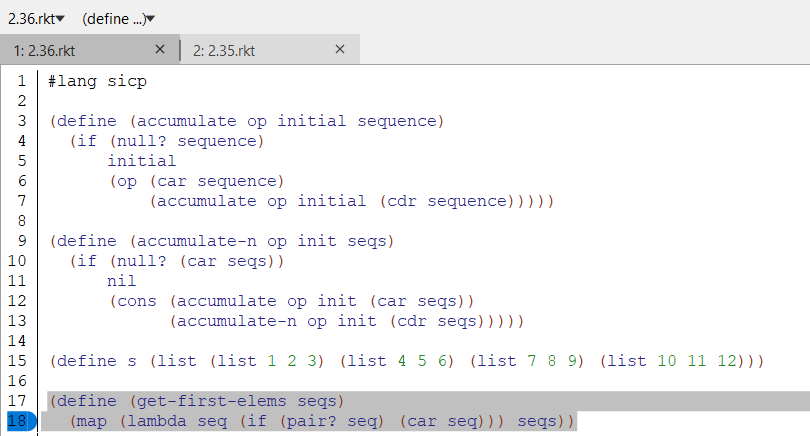 2.36.rkt▾ (define ...)▾
1: 2.36.rkt × 2: 2.35.rkt ×
1 #lang sicp
2
3 (define (accumulate op initial sequence)
4   (if (null? sequence)
5       initial
6       (op (car sequence)
7           (accumulate op initial (cdr sequence)))))
8
9 (define (accumulate-n op init seqs)
10   (if (null? (car seqs))
11       nil
12       (cons (accumulate op init (car seqs))
13             (accumulate-n op init (cdr seqs)))))
14
15 (define s (list (list 1 2 3) (list 4 5 6) (list 7 8 9) (list 10 11 12)))
16
17 (define (get-first-elems seqs)
18   (map (lambda seq (if (pair? seq) (car seq))) seqs))